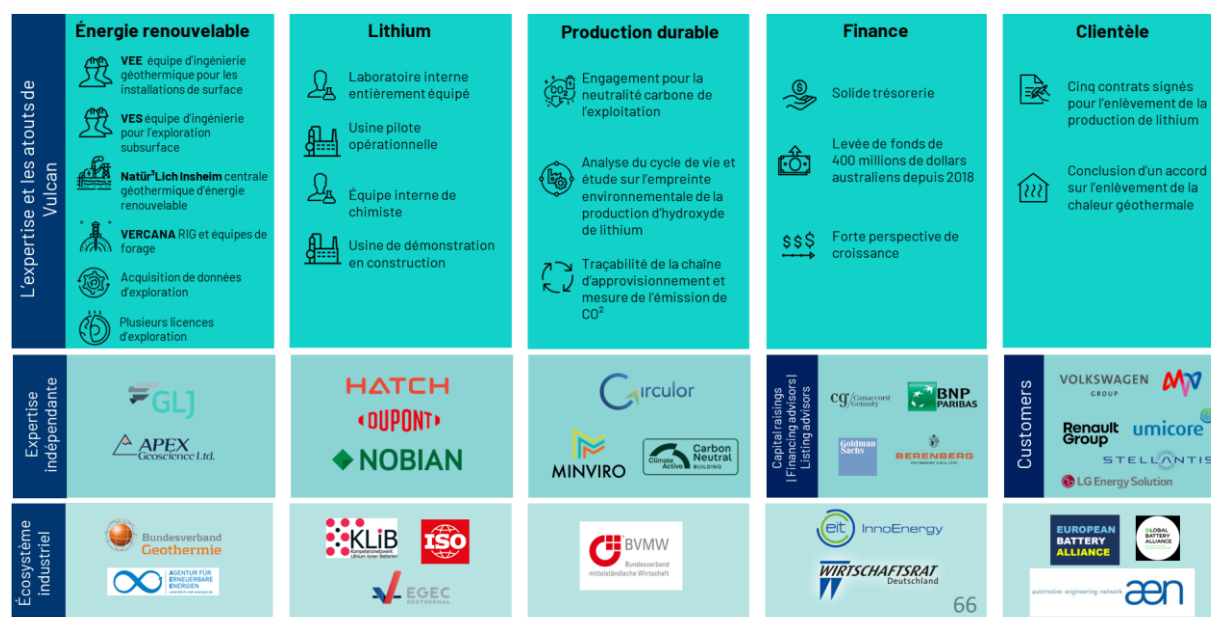 L'expertise et les atouts de
Vulcan
Énergie renouvelable
VEE équipe d'ingénierie
géothermique pour les
installations de surface
VES équipe d'ingénierie
pour l'exploration
subsurface
Natür³Lich Insheim centrale
géothermique d'énergie
renouvelable
VERCANA RIG et équipes de
forage
Acquisition de données
d'exploration
Plusieurs licences
d'exploration
Lithium
Laboratoire interne
entièrement équipé
Usine pilote
opérationnelle
Équipe interne de
chimiste
Usine de démonstration
en construction
Production durable
CO2
Engagement pour la
neutralité carbone de
l'exploitation
Analyse du cycle de vie et
étude sur l'empreinte
environnementale de la
production d'hydroxyde
de lithium
Traçabilité de la chaîne
d'approvisionnement et
mesure de l'émission de
CO²
Finance
$
Solide trésorerie
Levée de fonds de
400 millions de dollars
australiens depuis 2018
$$$
Forte perspective de
croissance
Clientèle
Cinq contrats signés
pour l'enlèvement de la
production de lithium
Conclusion d'un accord
sur l'enlèvement de la
chaleur géothermale
Expertise
indépendante
GLJ
APEX
Geoscience Ltd.
HATCH
DUPONT
NOBIAN
Circulor
MINVIRO
Climate
Active
Carbon
Neutral
BUILDING
Capital raisings
| Financing advisors |
Listing advisors
cg/Canaccord
Genuity
BNP
PARIBAS
Goldman
Sachs
BERENBERG
Customers
VOLKSWAGEN
GROUP
MVV
Renault
Group
umicore
STELLANTIS
LG Energy Solution
Écosystème
industriel
Bundesverband
Geothermie
AGENTUR FÜR
ERNEUERBARE
ENERGIEN
KLiB
Kompetenznetzwerk
Lithium-Ionen-Batterien
ISO
EGEC
GEOTHERMAL
BVMW
Bundesverband
mittelständische Wirtschaft
eit InnoEnergy
WIRTSCHAFTSRAT
Deutschland
66
EUROPEAN
BATTERY
ALLIANCE
GLOBAL
BATTERY
ALLIANCE
automotive engineering network
aen